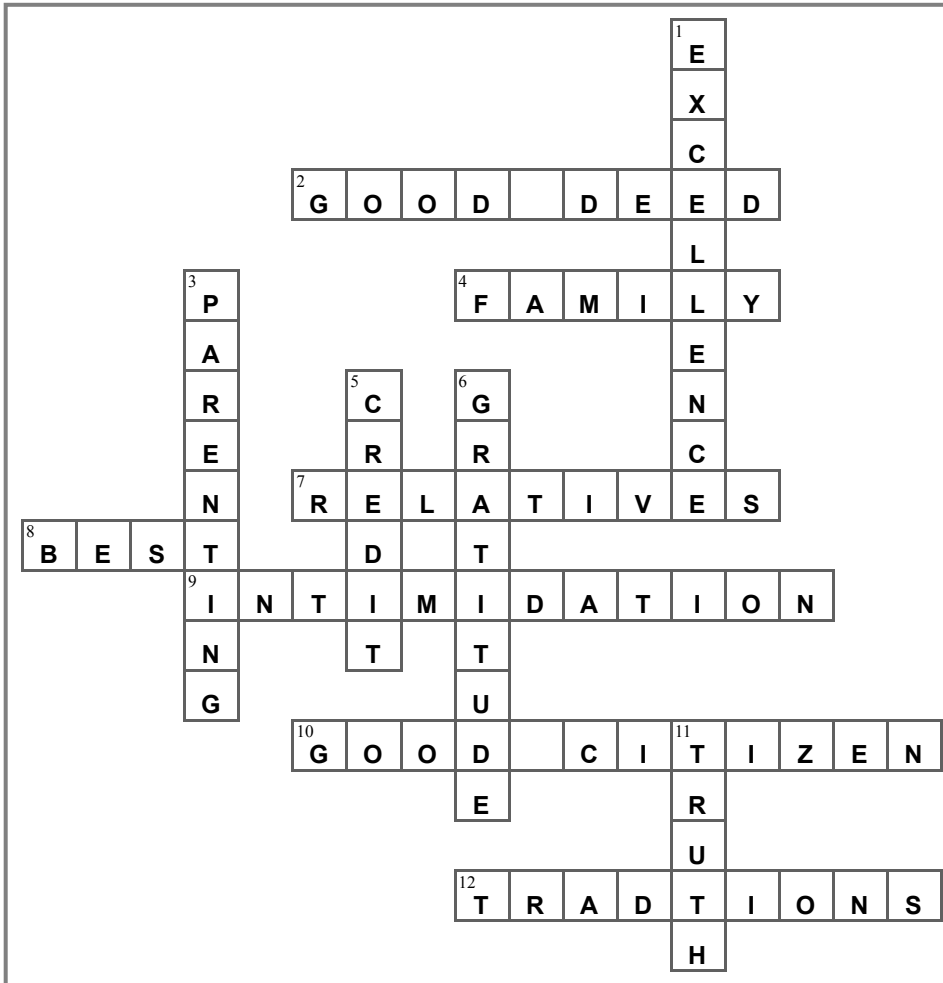 1 E
X
C
2 G O O D D E E D
L
3 P 4 F A M I L Y
A E
R 5 C 6 G N
E R R C
N 7 R E L A T I V E S
8 B E S T D T
9 I N T I M I D A T I O N
N T T
G U
10 G O O D C I 11 T I Z E N
E R
U
12 T R A D T I O N S
H